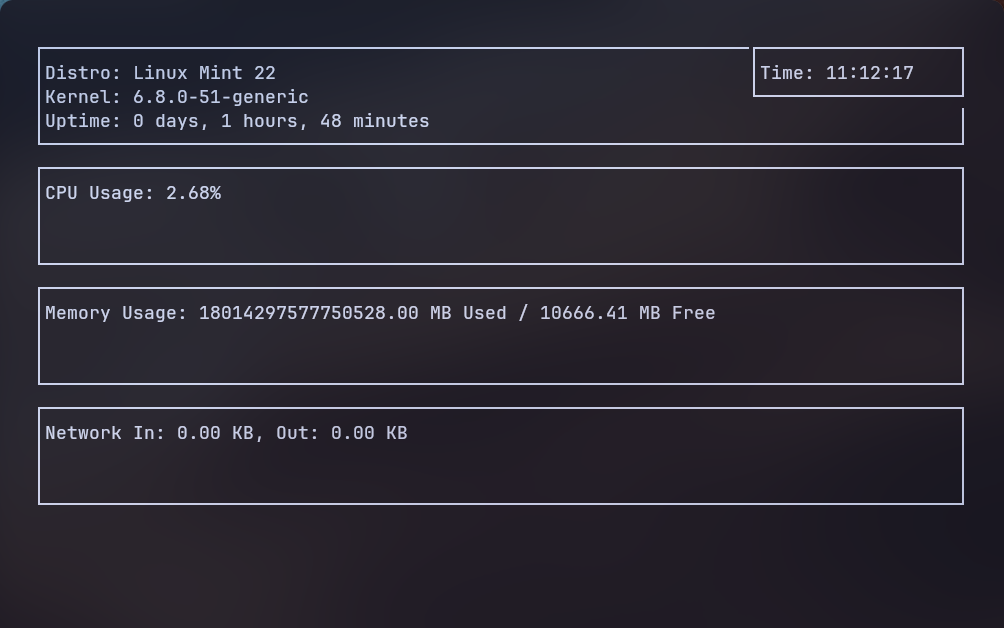 Distro: Linux Mint 22
Time: 11:12:17
Kernel: 6.8.0-51-generic
Uptime: 0 days, 1 hours, 48 minutes
CPU Usage: 2.68%
Memory Usage: 18014297577750528.00 MB Used / 10666.41 MB Free
Network In: 0.00 KB, Out: 0.00 KB